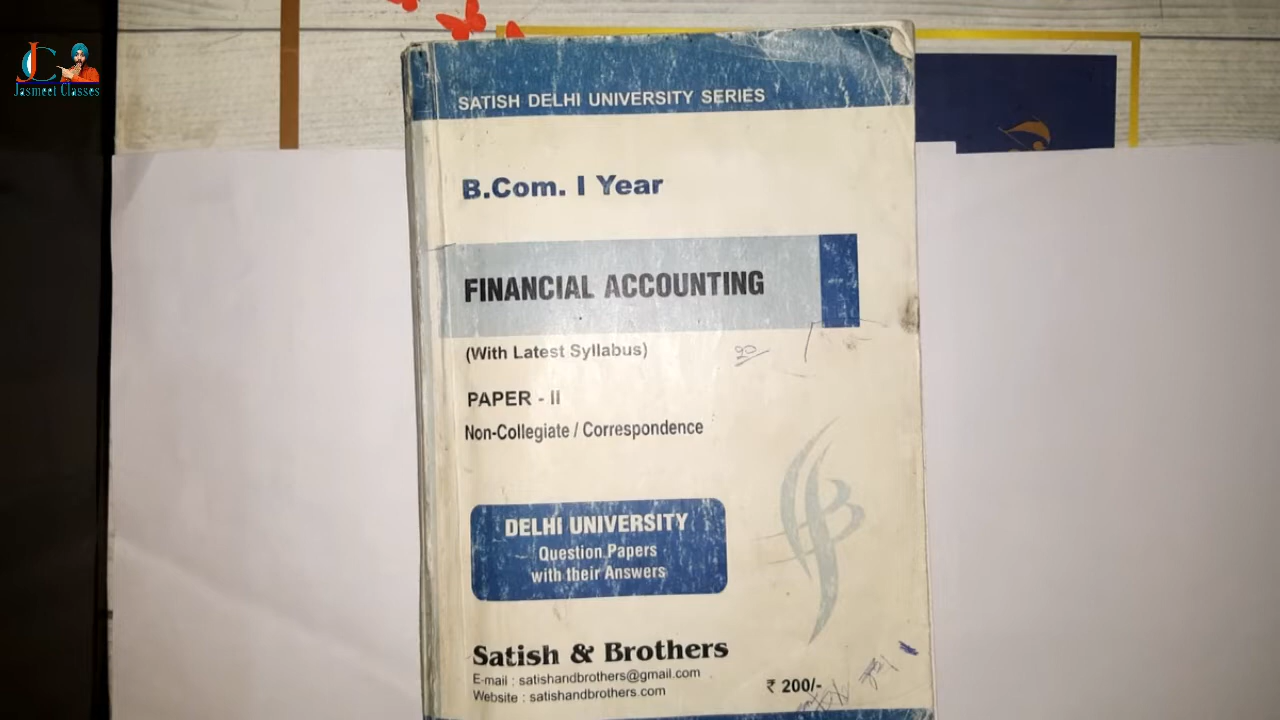 JC
Jasmeet Classes
SATISH DELHI UNIVERSITY SERIES
B.Com. I Year
FINANCIAL ACCOUNTING
(With Latest Syllabus)
PAPER - II
Non-Collegiate / Correspondence
DELHI UNIVERSITY
Question Papers
with their Answers
Satish & Brothers
E-mail : satishandbrothers@gmail.com
Website : satishandbrothers.com
₹ 200/-